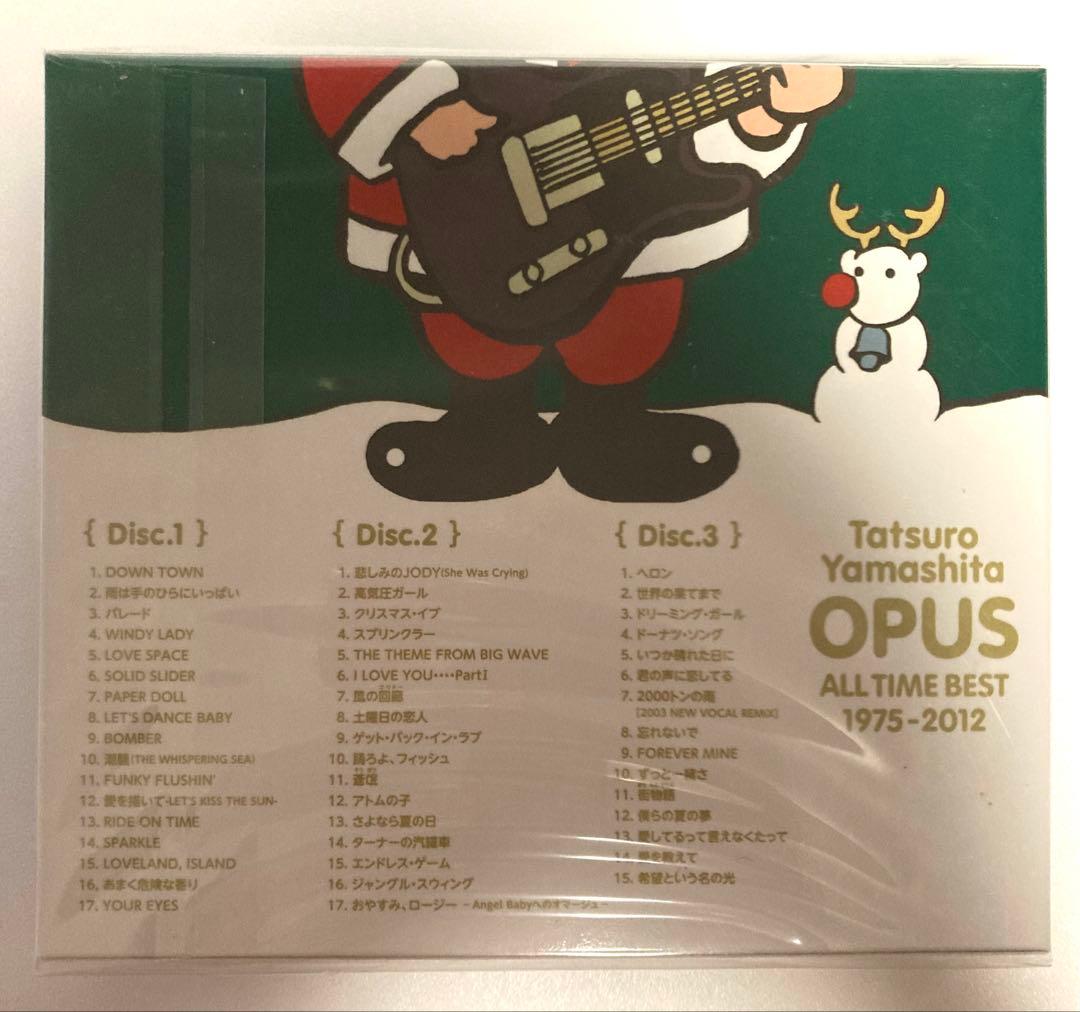 { Disc.1 }
1. DOWN TOWN
2.雨は手のひらにいっぱい
3. パレード
4. WINDY LADY
5. LOVE SPACE
6. SOLID SLIDER
7. PAPER DOLL
8. LET'S DANCE BABY
9. BOMBER
10. 潮騒(THE WHISPERING SEA)
11. FUNKY FLUSHIN'
12. 愛を描いて-LET'S KISS THE SUN-
13. RIDE ON TIME
14. SPARKLE
15. LOVELAND, ISLAND
16. あまく危険な香り
17. YOUR EYES
{ Disc.2 }
1. 悲しみのJODY(She Was Crying)
2. 高気圧ガール
3. クリスマス・イブ
4. スプリンクラー
5. THE THEME FROM BIG WAVE
6. I LOVE YOU‥‥PartⅠ
7. 風の回廊
8. 土曜日の恋人
9. ゲット・バック・イン・ラブ
10. 踊ろよ、フィッシュ
11. 蒼氓
12. アトムの子
13. さよなら夏の日
14. ターナーの汽罐車
15. エンドレス・ゲーム
16. ジャングル・スウィング
17. おやすみ、ロージー －Angel Babyへのオマージュ－
{ Disc.3 }
1. ヘロン
2. 世界の果てまで
3. ドリーミング・ガール
4. ドーナツ・ソング
5. いつか晴れた日に
6. 君の声に恋してる
7. 2000トンの雨
[2003 NEW VOCAL REMIX]
8. 忘れないで
9. FOREVER MINE
10. ずっと一緒さ
11. 街物語
12. 僕らの夏の夢
13. 愛してるって言えなくたって
14. 愛を教えて
15. 希望という名の光
Tatsuro
Yamashita
OPUS
ALL TIME BEST
1975-2012